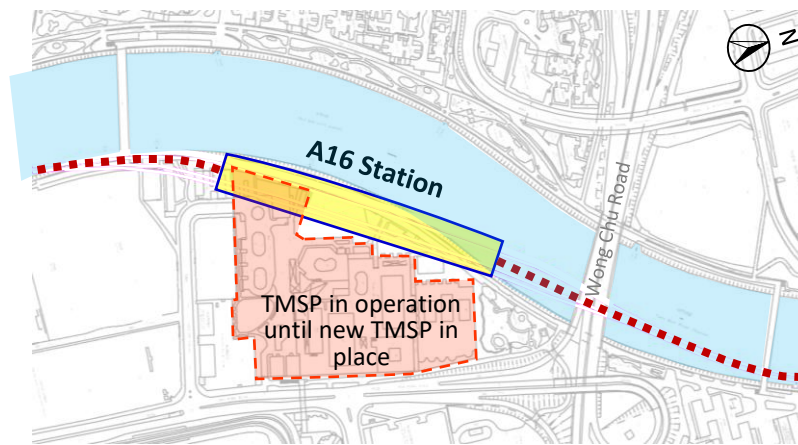 N
A16 Station
Wong Chu Road
TMSP in operation
until new TMSP in
place